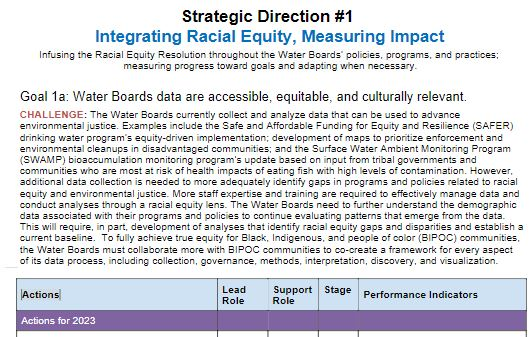 Strategic Direction #1
Integrating Racial Equity, Measuring Impact
Infusing the Racial Equity Resolution throughout the Water Boards' policies, programs, and practices;
measuring progress toward goals and adapting when necessary.
Goal 1a: Water Boards data are accessible, equitable, and culturally relevant.
CHALLENGE: The Water Boards currently collect and analyze data that can be used to advance
environmental justice. Examples include the Safe and Affordable Funding for Equity and Resilience (SAFER)
drinking water program's equity-driven implementation; development of maps to prioritize enforcement and
environmental cleanups in disadvantaged communities; and the Surface Water Ambient Monitoring Program
(SWAMP) bioaccumulation monitoring program's update based on input from tribal governments and
communities who are most at risk of health impacts of eating fish with high levels of contamination. However,
additional data collection is needed to more adequately identify gaps in programs and policies related to racial
equity and environmental justice. More staff expertise and training are required to effectively manage data and
conduct analyses through a racial equity lens. The Water Boards need to further understand the demographic
data associated with their programs and policies to continue evaluating patterns that emerge from the data.
This will require, in part, development of analyses that identify racial equity gaps and disparities and establish a
current baseline. To fully achieve true equity for Black, Indigenous, and people of color (BIPOC) communities,
the Water Boards must collaborate more with BIPOC communities to co-create a framework for every aspect
of its data process, including collection, governance, methods, interpretation, discovery, and visualization.
Actions Lead Role Support Role Stage Performance Indicators
Actions for 2023